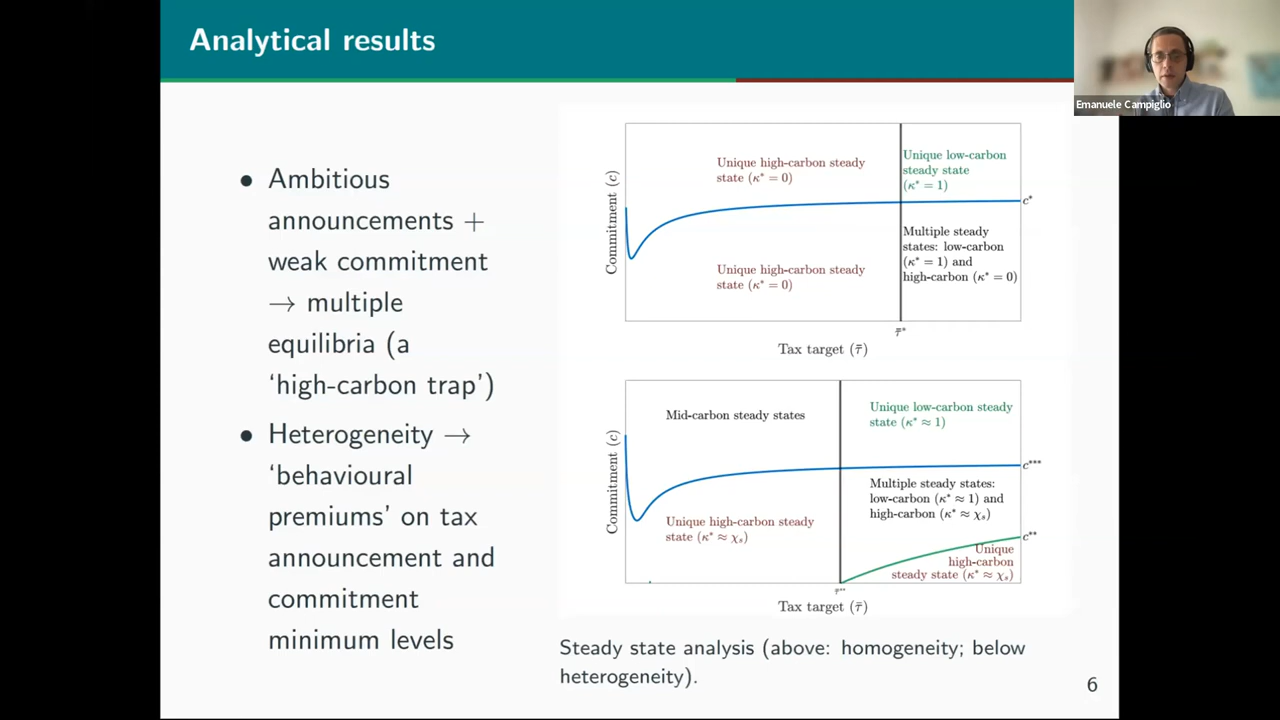 Analytical results
Emanuele Campiglio
• Ambitious
announcements +
weak commitment
→ multiple
equilibria (a
‘high-carbon trap’)
• Heterogeneity →
‘behavioural
premiums’ on tax
announcement and
commitment
minimum levels
Commitment (c)
Unique high-carbon steady
state (κ* = 0)
Unique low-carbon
steady state
(κ* = 1)
c*
Unique high-carbon steady
state (κ* = 0)
Multiple steady
states: low-carbon
(κ* = 1) and
high-carbon (κ* = 0)
Tax target (τ̄)
Commitment (c)
Mid-carbon steady states
Unique low-carbon steady
state (κ* ≈ 1)
c***
Unique high-carbon steady
state (κ* ≈ χₛ)
Multiple steady states:
low-carbon (κ* ≈ 1) and
high-carbon (κ* ≈ χₛ)
c**
Unique
high-carbon
steady state (κ* ≈ χₛ)
Tax target (τ̄)
Steady state analysis (above: homogeneity; below
heterogeneity).
6